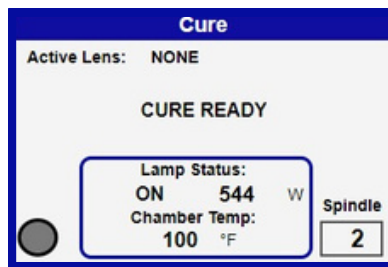 Cure
Active Lens: NONE
CURE READY
Lamp Status:
ON 544 W
Chamber Temp:
100 °F
Spindle
2